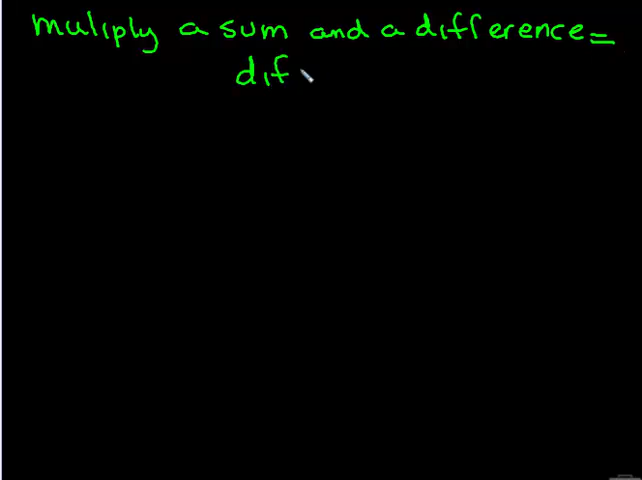 muliply a sum and a difference =
dif